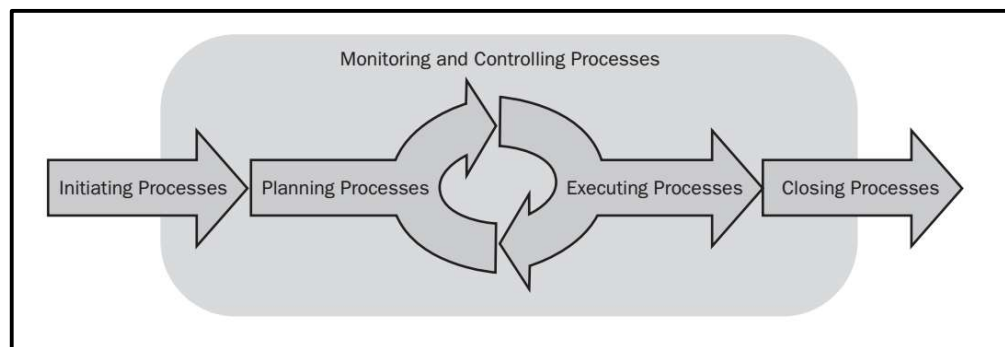 Monitoring and Controlling Processes
Initiating Processes
Planning Processes
Executing Processes
Closing Processes